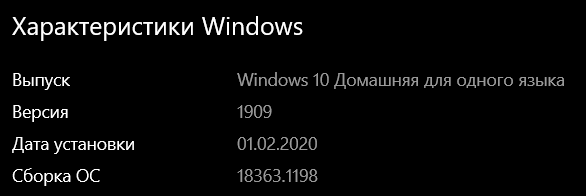 Характеристики Windows
Выпуск Windows 10 Домашняя для одного языка
Версия 1909
Дата установки 01.02.2020
Сборка ОС 18363.1198